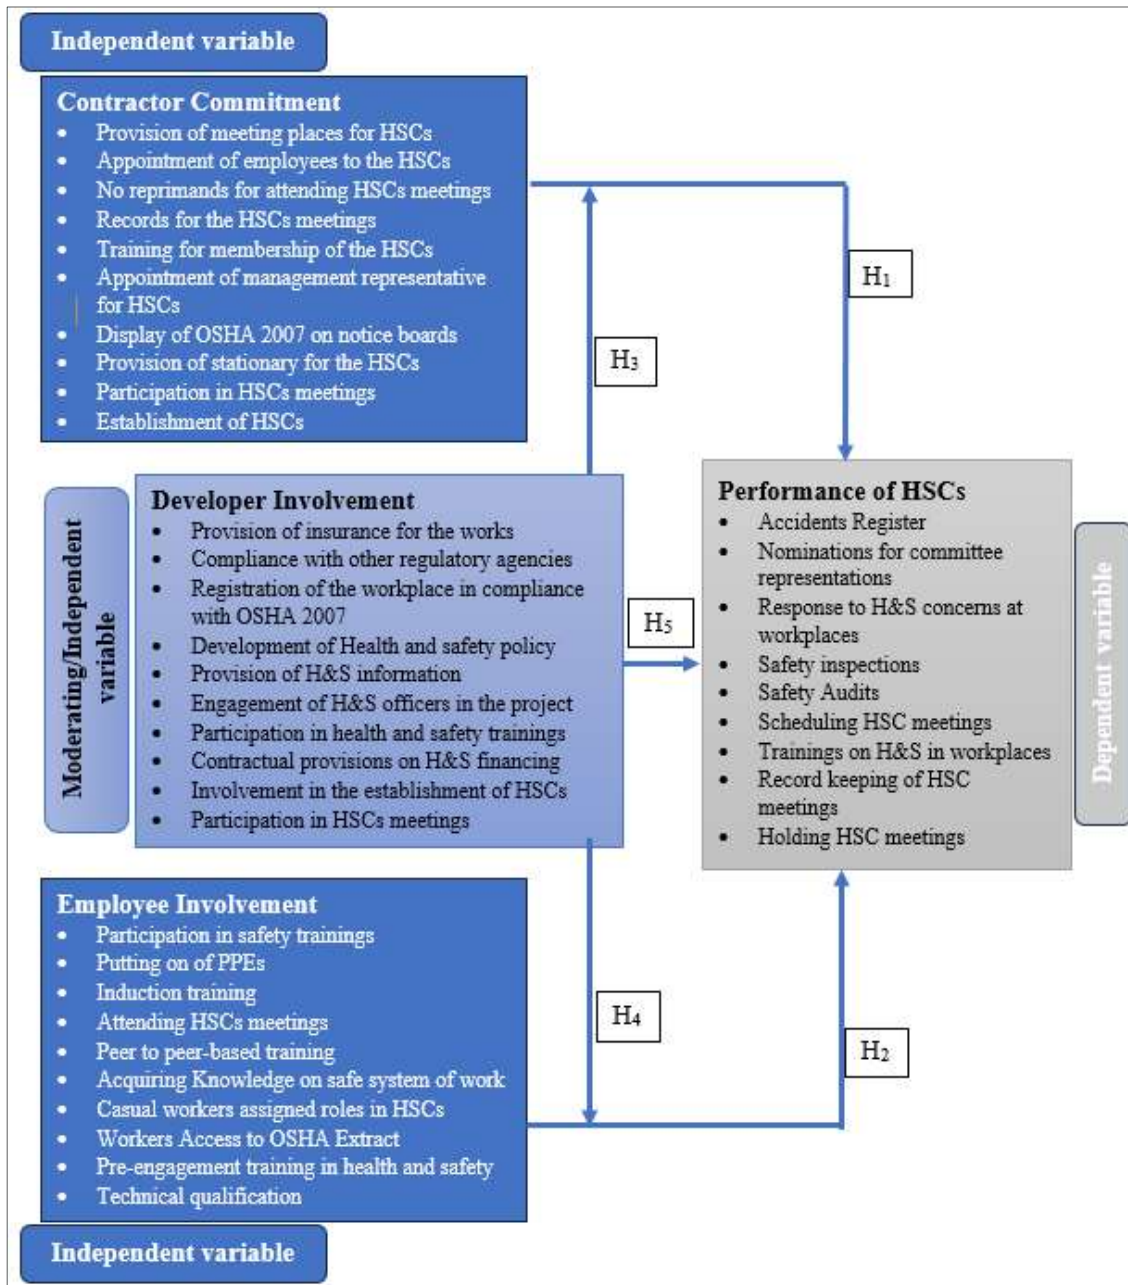 Independent variable
Contractor Commitment
• Provision of meeting places for HSCs
• Appointment of employees to the HSCs
• No reprimands for attending HSCs meetings
• Records for the HSCs meetings
• Training for membership of the HSCs
• Appointment of management representative
for HSCs
• Display of OSHA 2007 on notice boards
• Provision of stationary for the HSCs
• Participation in HSCs meetings
• Establishment of HSCs
H₁
H₃
Moderating/Independent
variable
Developer Involvement
• Provision of insurance for the works
• Compliance with other regulatory agencies
• Registration of the workplace in compliance
with OSHA 2007
• Development of Health and safety policy
• Provision of H&S information
• Engagement of H&S officers in the project
• Participation in health and safety trainings
• Contractual provisions on H&S financing
• Involvement in the establishment of HSCs
• Participation in HSCs meetings
H₅
Performance of HSCs
• Accidents Register
• Nominations for committee
representations
• Response to H&S concerns at
workplaces
• Safety inspections
• Safety Audits
• Scheduling HSC meetings
• Trainings on H&S in workplaces
• Record keeping of HSC
meetings
• Holding HSC meetings
Dependent variable
Employee Involvement
• Participation in safety trainings
• Putting on of PPEs
• Induction training
• Attending HSCs meetings
• Peer to peer-based training
• Acquiring Knowledge on safe system of work
• Casual workers assigned roles in HSCs
• Workers Access to OSHA Extract
• Pre-engagement training in health and safety
• Technical qualification
H₄
H₂
Independent variable